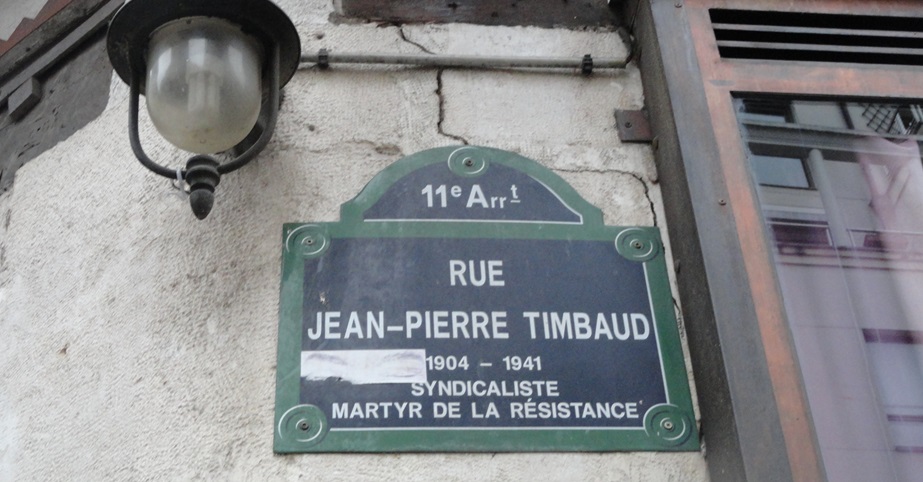 11e Arrt
RUE
JEAN-PIERRE TIMBAUD
1904 - 1941
SYNDICALISTE
MARTYR DE LA RÉSISTANCE